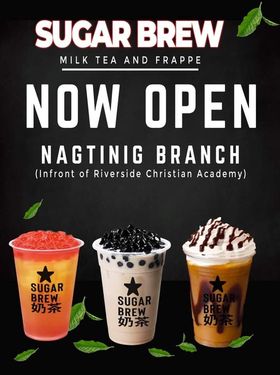 SUGAR BREW
MILK TEA AND FRAPPE
NOW OPEN
NAGTINIG BRANCH
(Infront of Riverside Christian Academy)
SUGAR
BREW
奶茶
SUGAR
BREW
奶茶
SUGAR
BREW
奶茶